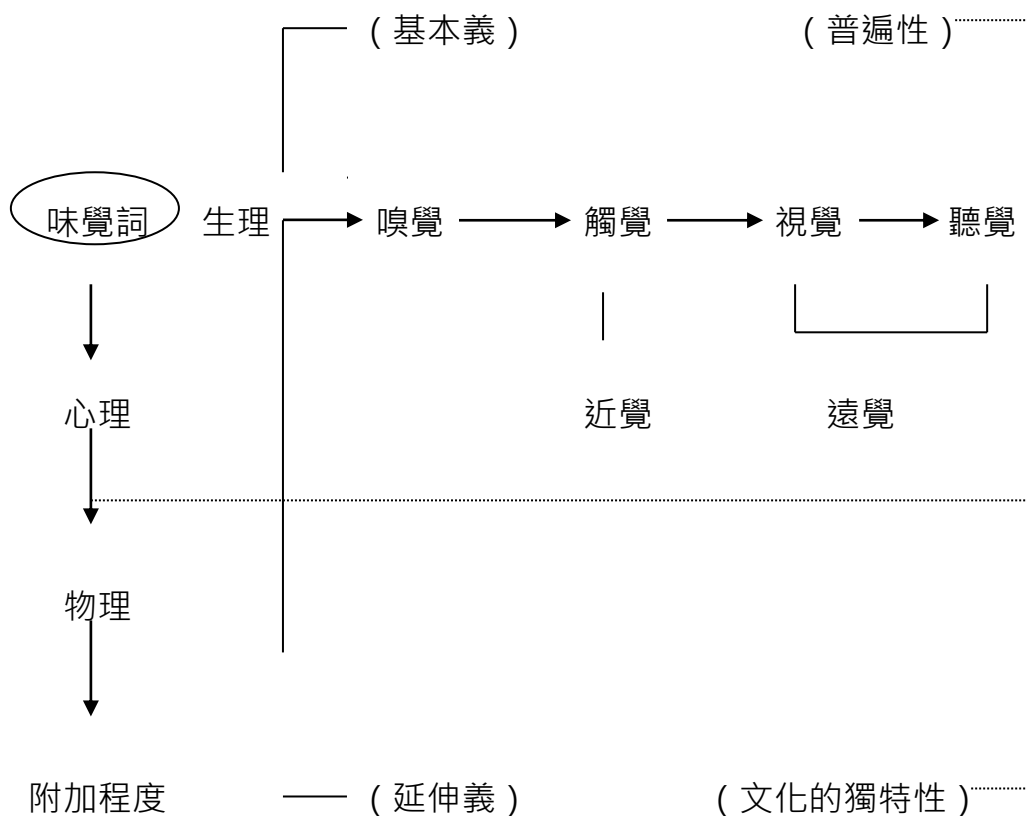 （基本義） （普遍性）
味覺詞 生理 嗅覺 觸覺 視覺 聽覺
心理 近覺 遠覺
物理
附加程度 （延伸義） （文化的獨特性）